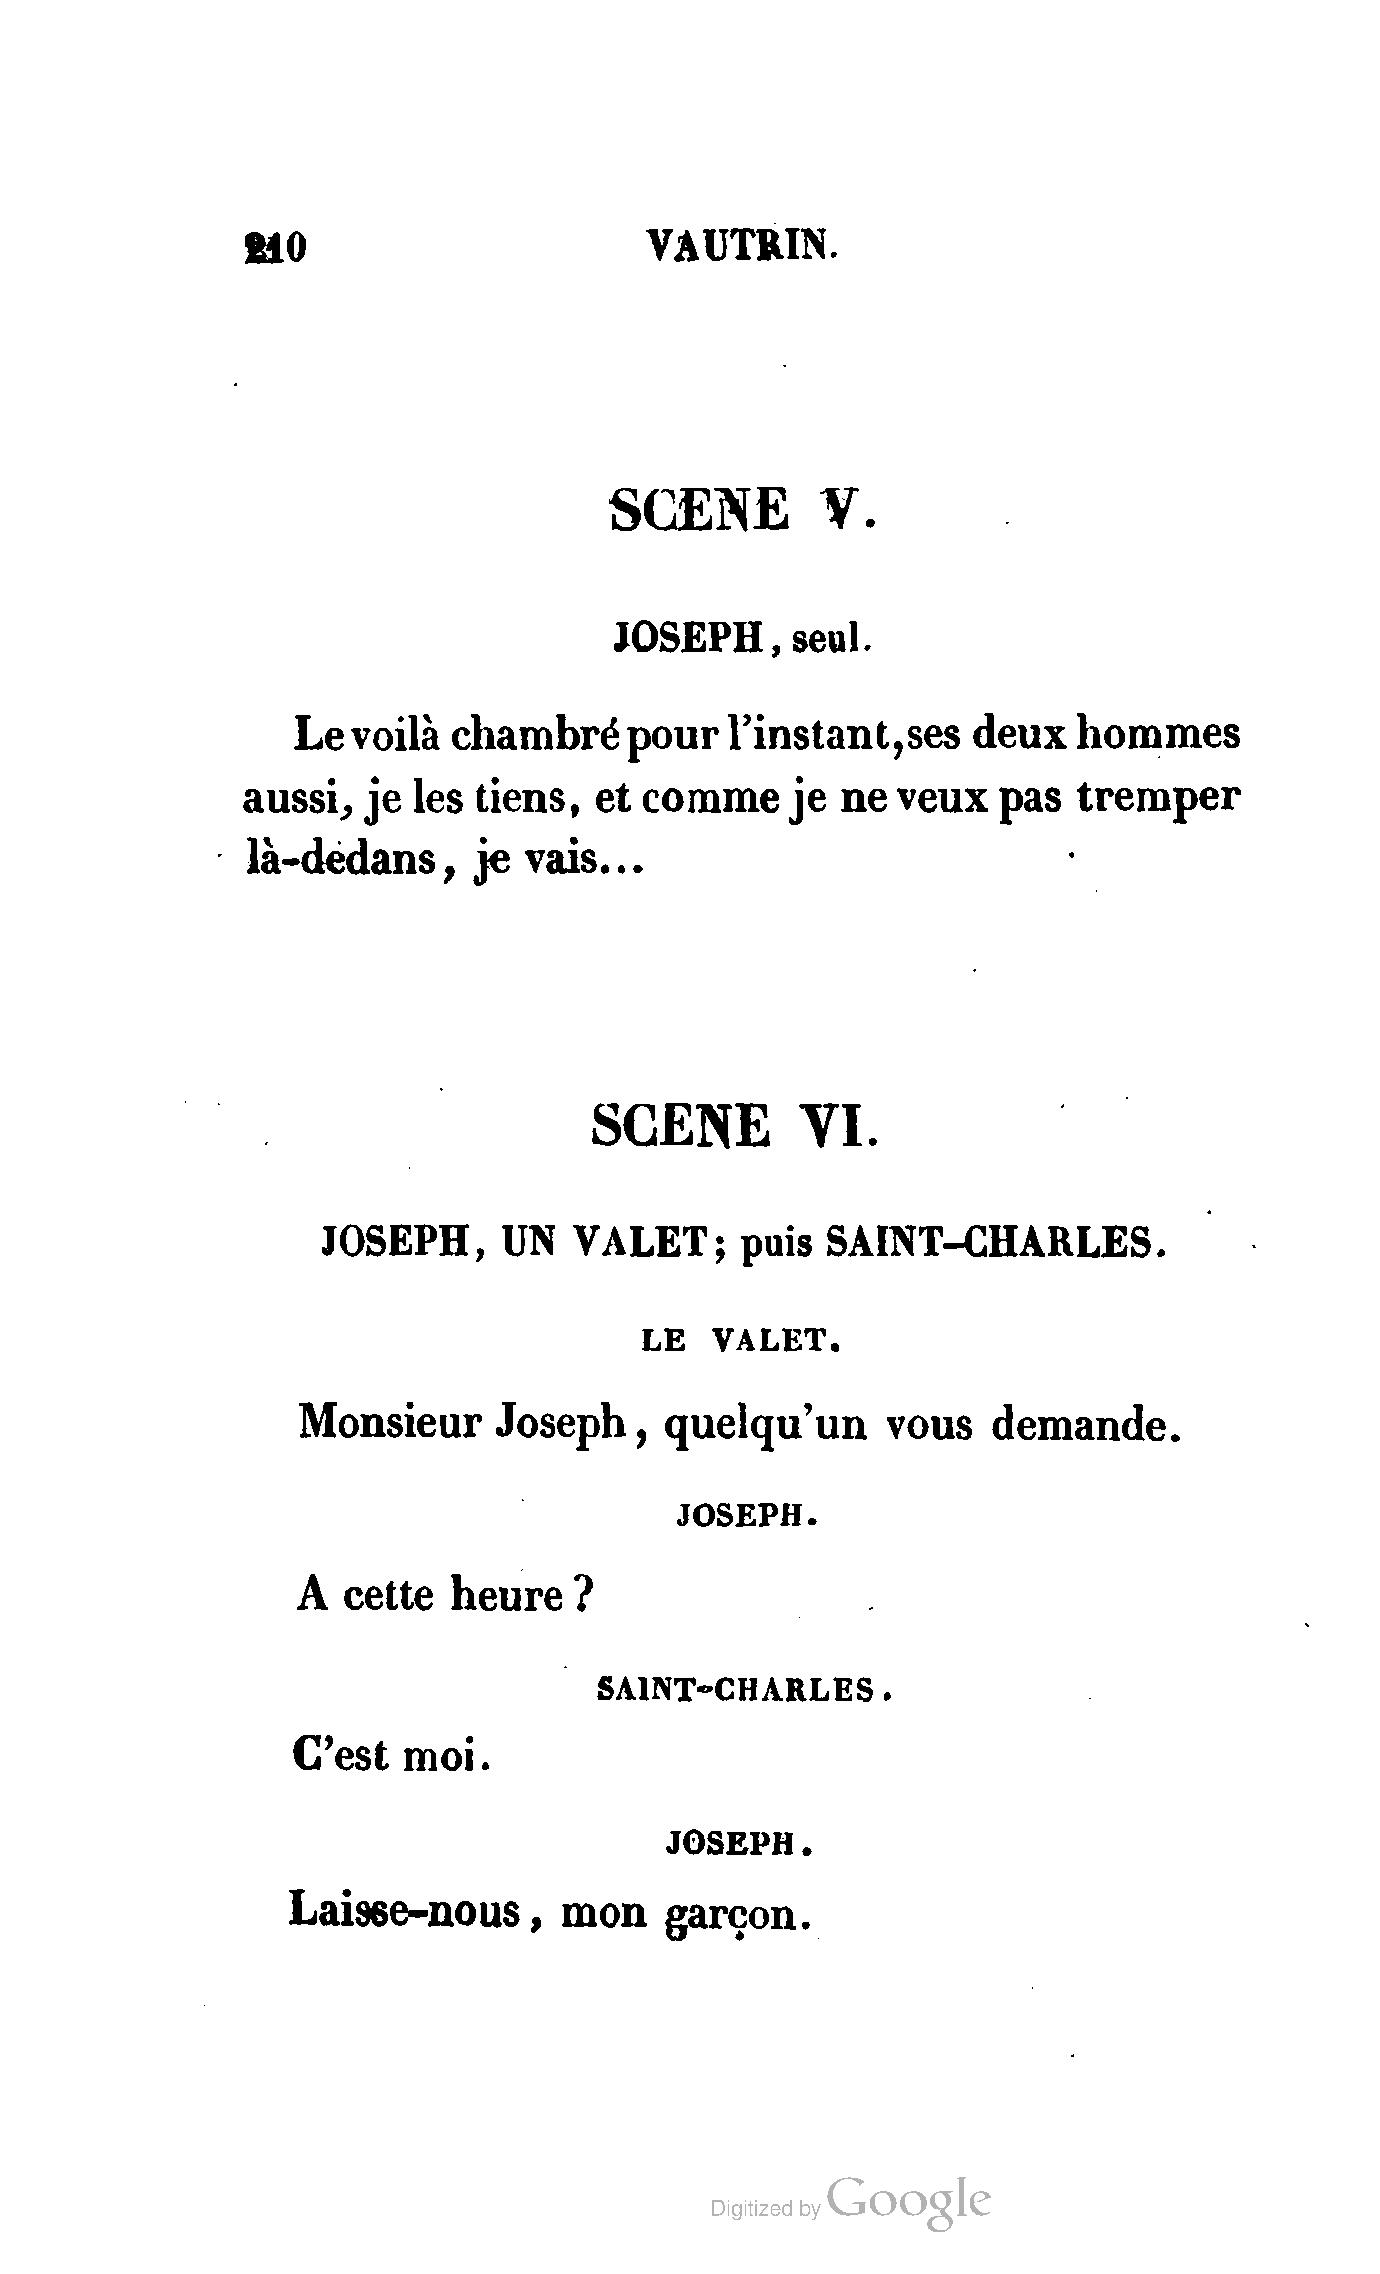 210 VAUTRIN.
SCENE V.
JOSEPH, seul.
Le voilà chambré pour l'instant, ses deux hommes
aussi, je les tiens, et comme je ne veux pas tremper
là-dedans, je vais...
SCENE VI.
JOSEPH, UN VALET; puis SAINT-CHARLES.
LE VALET.
Monsieur Joseph, quelqu'un vous demande.
JOSEPH.
A cette heure ?
SAINT-CHARLES.
C'est moi.
JOSEPH.
Laisse-nous, mon garçon.
Digitized by Google